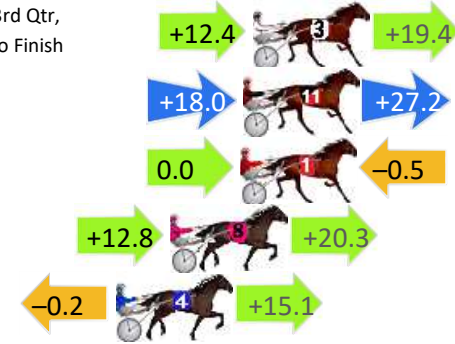 3rd Qtr,
o Finish
+12.4 3 +19.4
+18.0 11 +27.2
0.0 1 –0.5
+12.8 8 +20.3
–0.2 4 +15.1